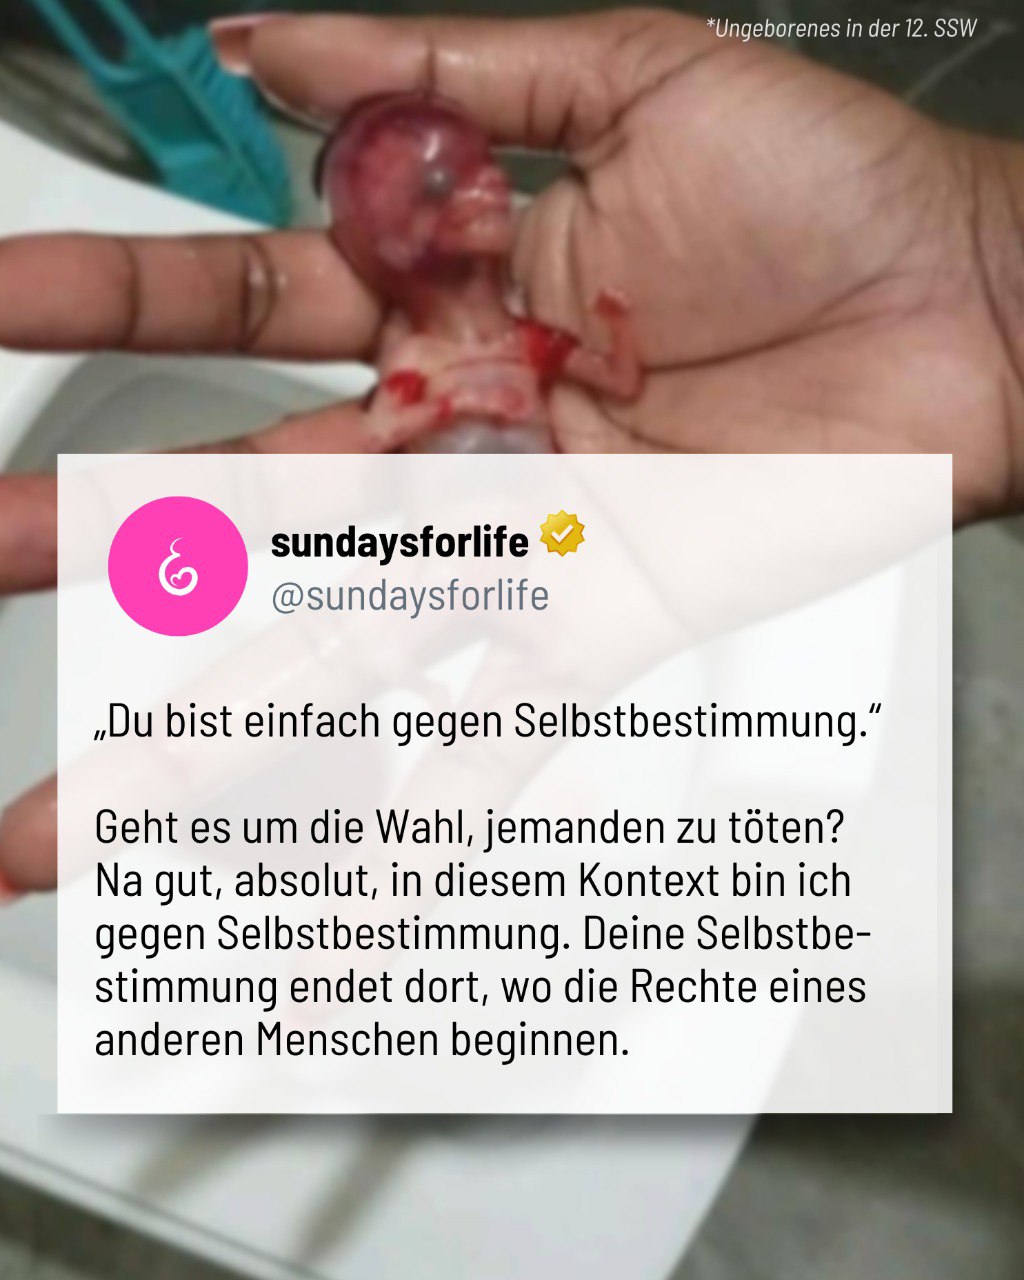 *Ungeborenes in der 12. SSW
sundaysforlife
@sundaysforlife
„Du bist einfach gegen Selbstbestimmung.“
Geht es um die Wahl, jemanden zu töten?
Na gut, absolut, in diesem Kontext bin ich
gegen Selbstbestimmung. Deine Selbstbe-
stimmung endet dort, wo die Rechte eines
anderen Menschen beginnen.